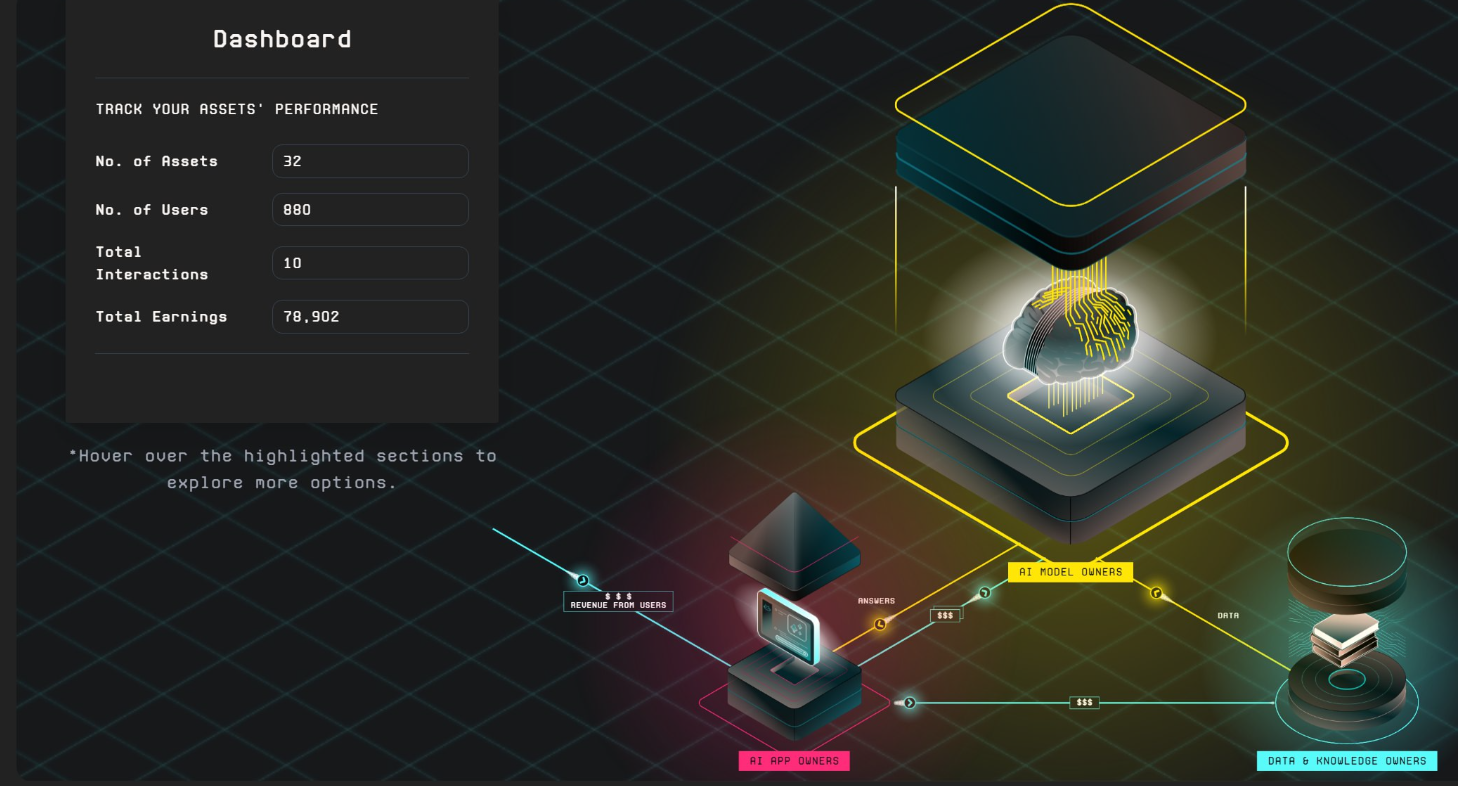 Dashboard
TRACK YOUR ASSETS' PERFORMANCE
No. of Assets 32
No. of Users 880
Total
Interactions 10
Total Earnings 78,902
*Hover over the highlighted sections to
explore more options.
$ $ $
REVENUE FROM USERS
ANSWERS
$$$
AI MODEL OWNERS
DATA
$$$
AI APP OWNERS
DATA & KNOWLEDGE OWNERS